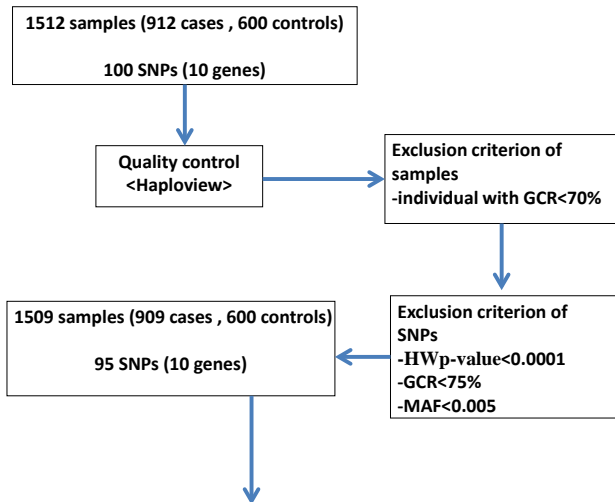 1512 samples (912 cases , 600 controls)
100 SNPs (10 genes)
Quality control
<Haploview>
Exclusion criterion of
samples
-individual with GCR<70%
Exclusion criterion of
SNPs
-HWp-value<0.0001
-GCR<75%
-MAF<0.005
1509 samples (909 cases , 600 controls)
95 SNPs (10 genes)